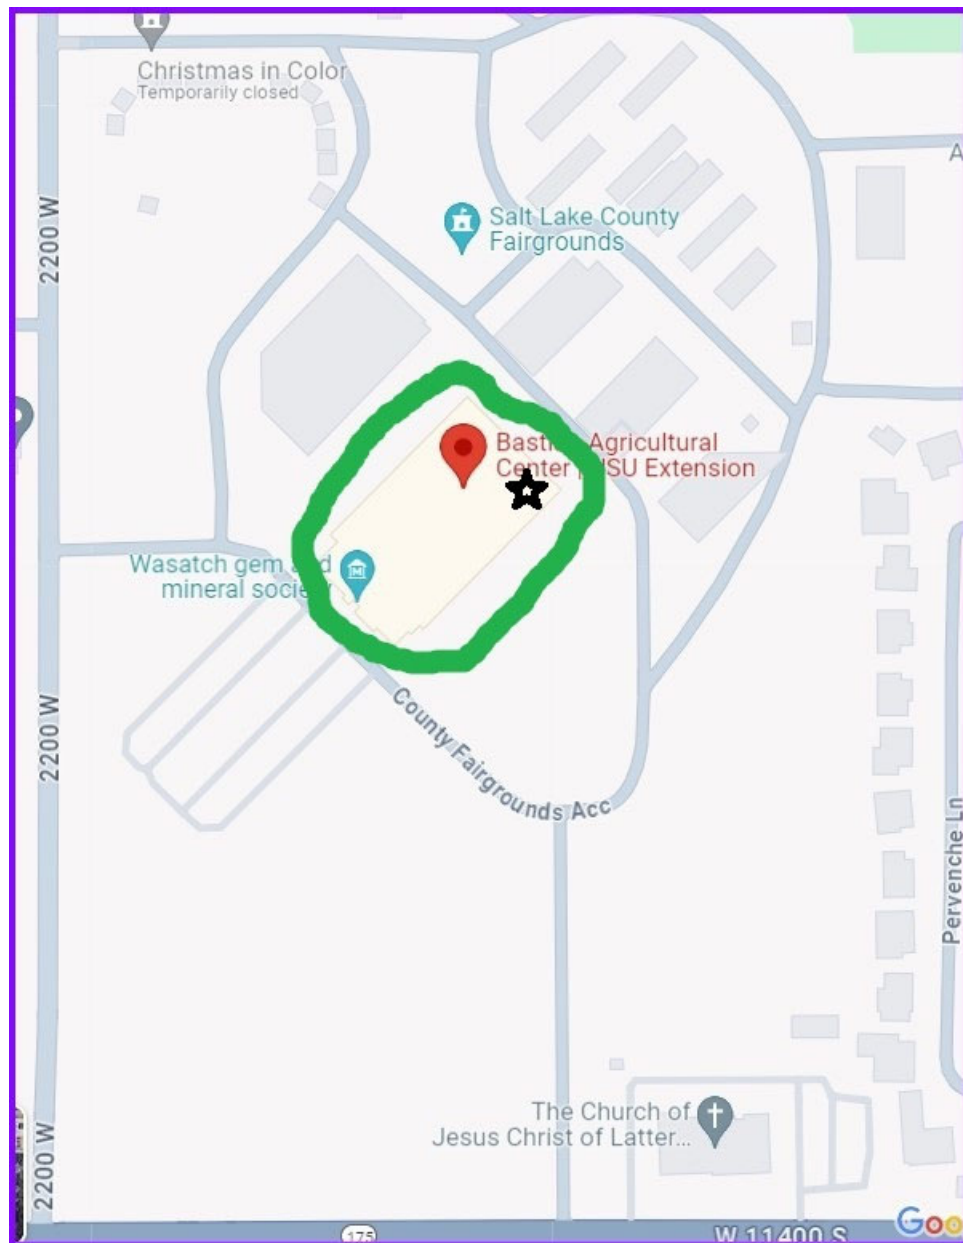 Christmas in Color
Temporarily closed
2200 W
Salt Lake County
Fairgrounds
Agricultural
Center
SU Extension
Wasatch gem
mineral
County Fairgrounds Acc
2200 W
Pervenche Ln
The Church of
Jesus Christ of Latter...
2200 W
175
W 11400 S